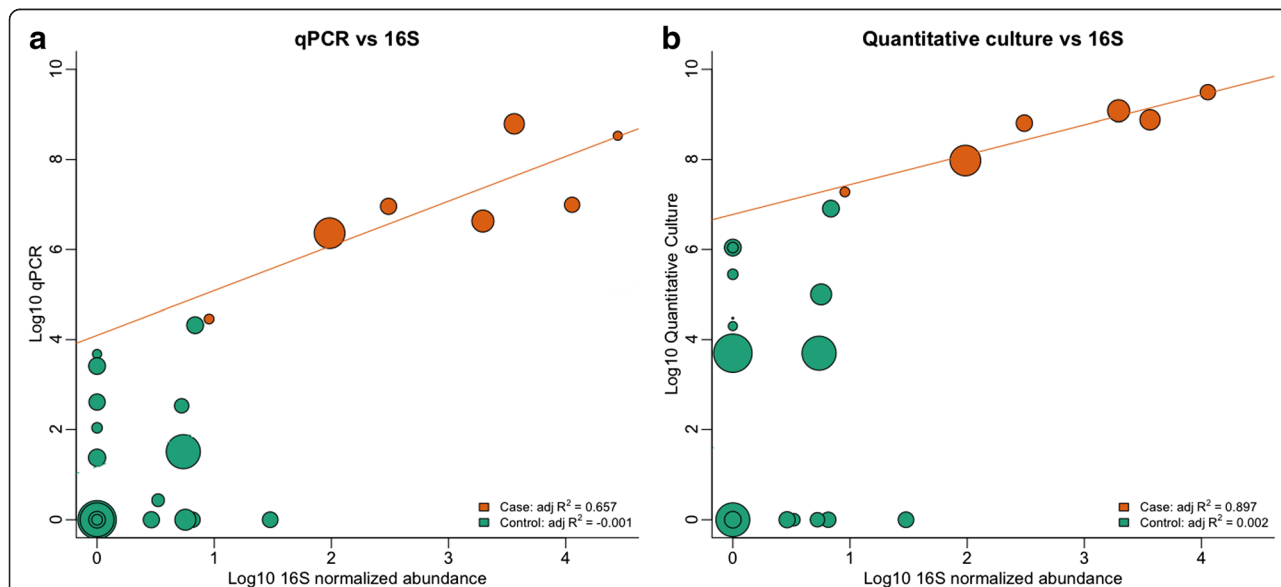 a
qPCR vs 16S
Log10 qPCR
10
8
6
4
2
0
0 1 2 3 4
Log10 16S normalized abundance
Case: adj R² = 0.657
Control: adj R² = -0.001
b
Quantitative culture vs 16S
Log10 Quantitative Culture
10
8
6
4
2
0
0 1 2 3 4
Log10 16S normalized abundance
Case: adj R² = 0.897
Control: adj R² = 0.002